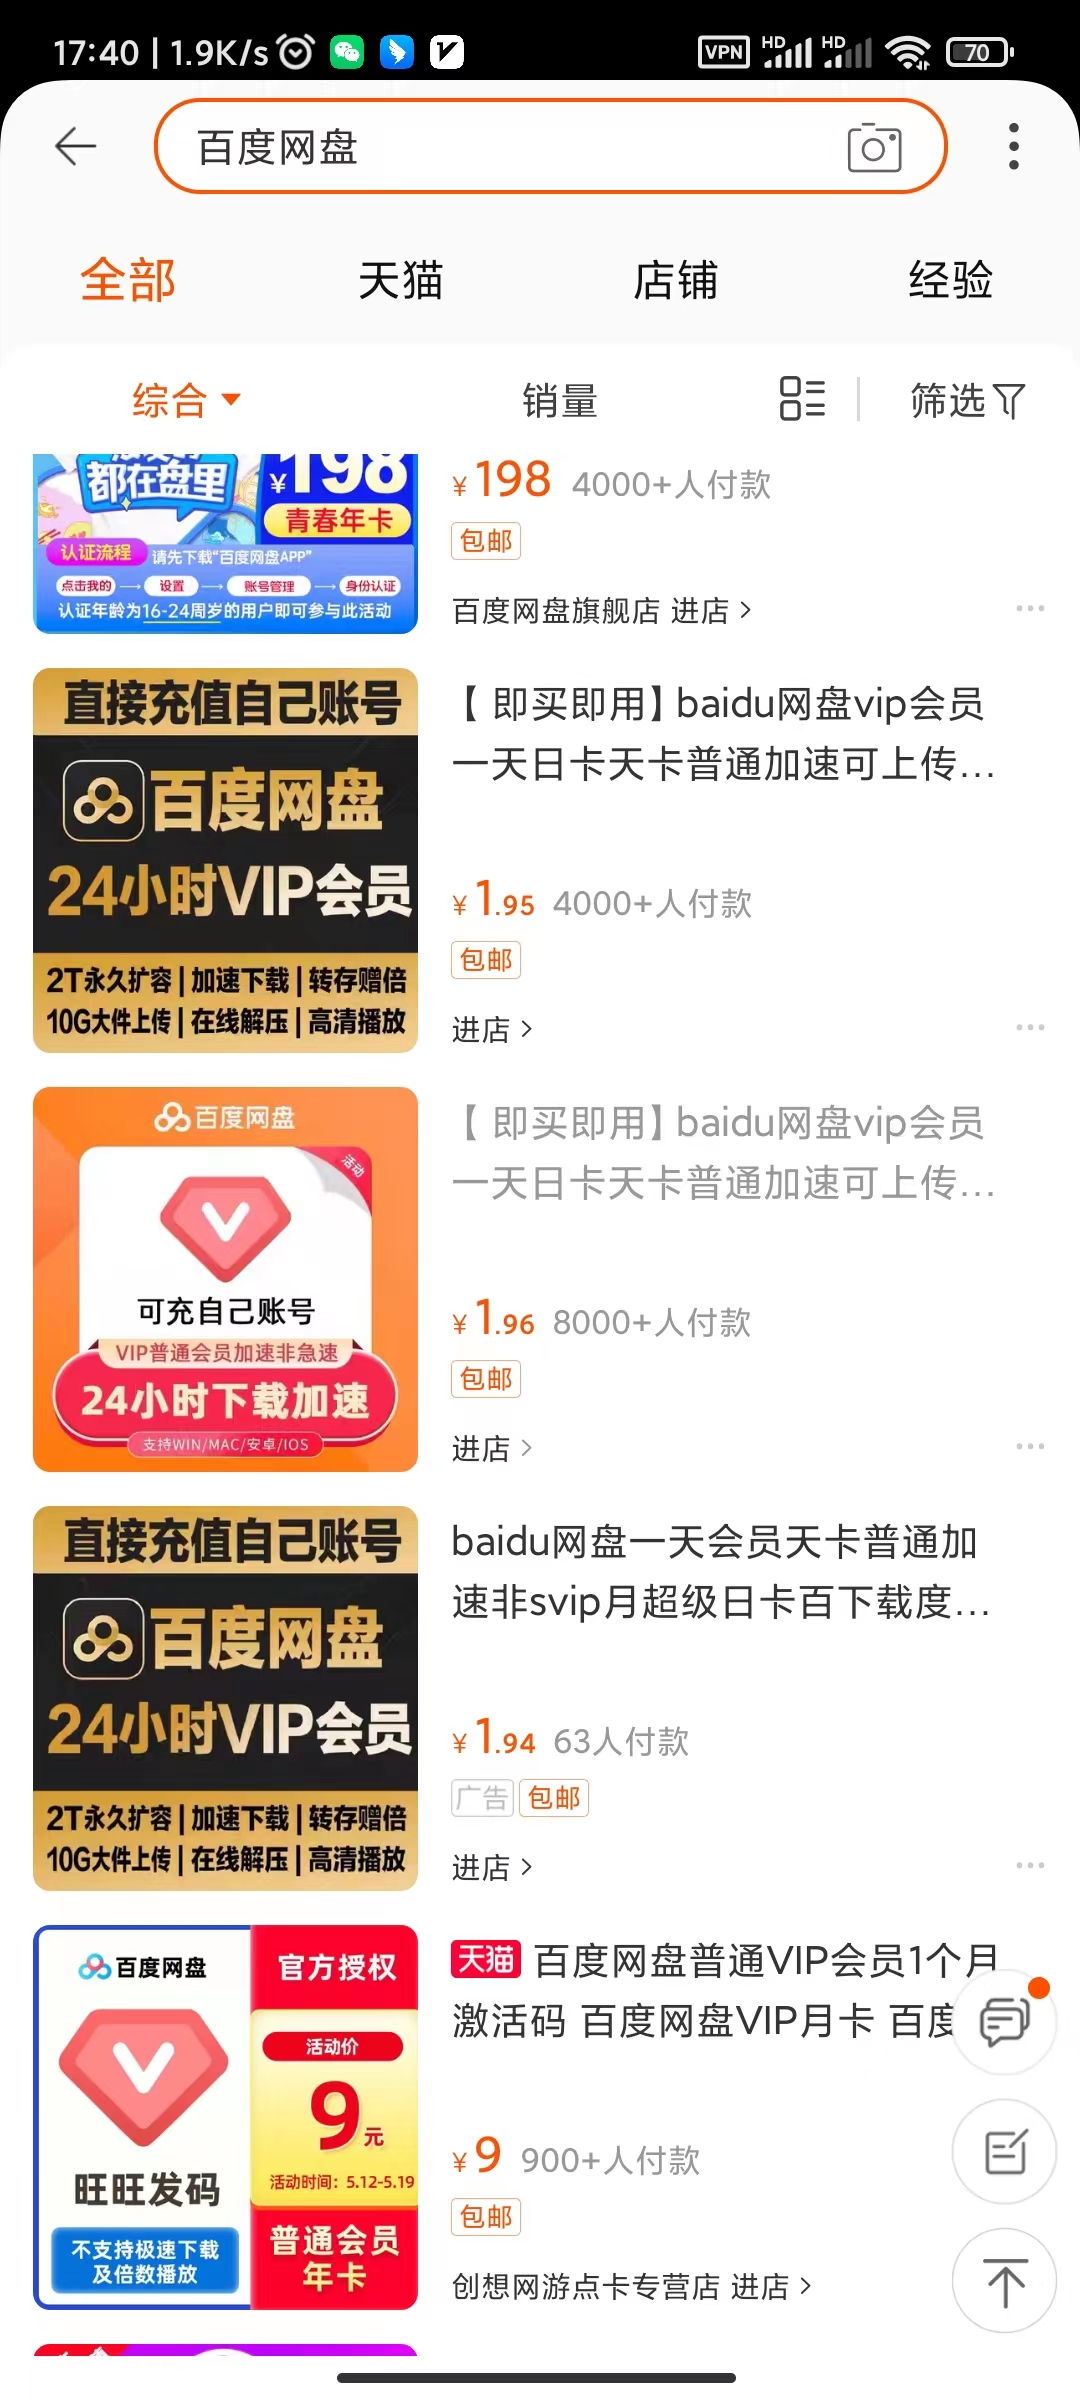 17:40 | 1.9K/s
VPN HD HD 70
百度网盘
全部 天猫 店铺 经验
综合 销量 筛选
都在盘里
¥198
青春年卡
认证流程 请先下载“百度网盘APP”
点击我的 设置 账号管理 身份认证
认证年龄为16-24周岁的用户即可参与此活动
¥198 4000+人付款
包邮
百度网盘旗舰店 进店
直接充值自己账号
百度网盘
24小时VIP会员
2T永久扩容|加速下载|转存赠倍
10G大件上传|在线解压|高清播放
【 即买即用】baidu网盘vip会员
一天日卡天卡普通加速可上传...
¥1.95 4000+人付款
包邮
进店
百度网盘
活动
可充自己账号
VIP普通会员加速非急速
24小时下载加速
支持WIN/MAC/安卓/IOS
【 即买即用】baidu网盘vip会员
一天日卡天卡普通加速可上传...
¥1.96 8000+人付款
包邮
进店
直接充值自己账号
百度网盘
24小时VIP会员
2T永久扩容|加速下载|转存赠倍
10G大件上传|在线解压|高清播放
baidu网盘一天会员天卡普通加
速非svip月超级日卡百下载度...
¥1.94 63人付款
广告 包邮
进店
百度网盘
旺旺发码
不支持极速下载
及倍数播放
官方授权
活动价
9元
活动时间：5.12-5.19
普通会员
年卡
天猫 百度网盘普通VIP会员1个月
激活码 百度网盘VIP月卡 百度
¥9 900+人付款
包邮
创想网游点卡专营店 进店